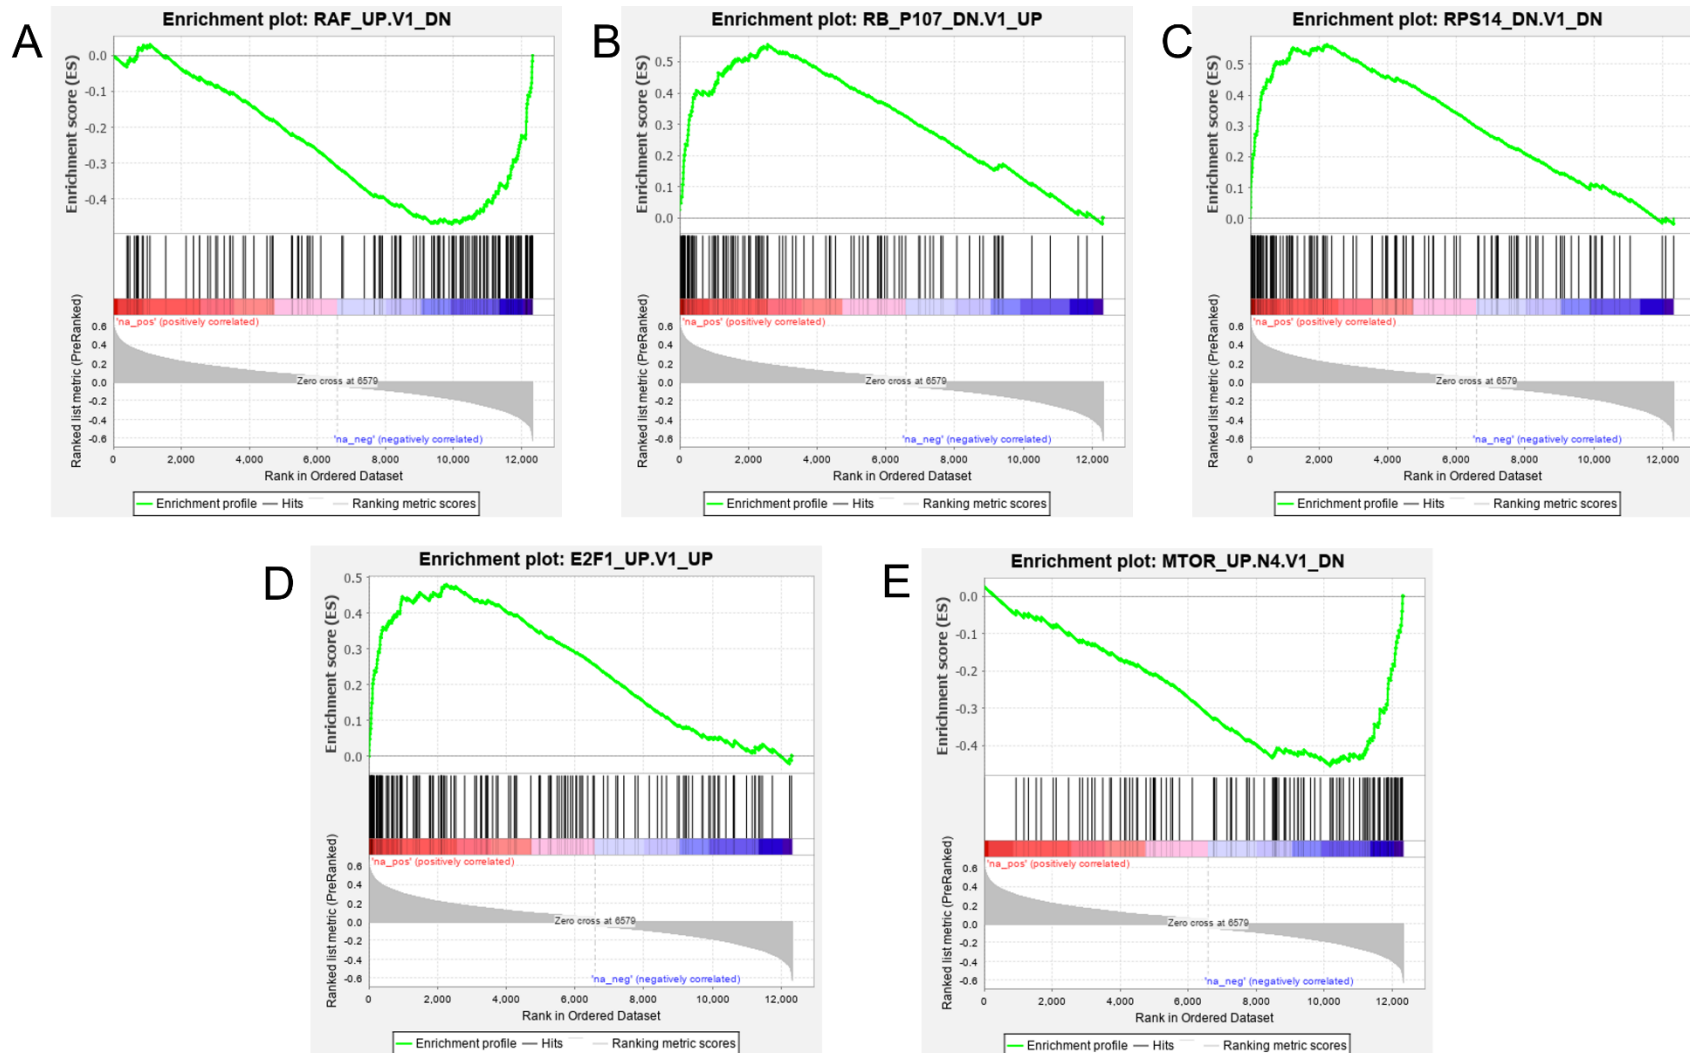 A
Enrichment plot: RAF_UP.V1_DN
Enrichment score (ES)
0.0
-0.1
-0.2
-0.3
-0.4
Ranked list metric (PreRanked)
'na_pos' (positively correlated)
0.6
0.4
0.2
0.0
-0.2
-0.4
-0.6
Zero cross at 6579
'na_neg' (negatively correlated)
0 2,000 4,000 6,000 8,000 10,000 12,000
Rank in Ordered Dataset
Enrichment profile Hits Ranking metric scores
B
Enrichment plot: RB_P107_DN.V1_UP
Enrichment score (ES)
0.5
0.4
0.3
0.2
0.1
0.0
Ranked list metric (PreRanked)
'na_pos' (positively correlated)
0.6
0.4
0.2
0.0
-0.2
-0.4
-0.6
Zero cross at 6579
'na_neg' (negatively correlated)
0 2,000 4,000 6,000 8,000 10,000 12,000
Rank in Ordered Dataset
Enrichment profile Hits Ranking metric scores
C
Enrichment plot: RPS14_DN.V1_DN
Enrichment score (ES)
0.5
0.4
0.3
0.2
0.1
0.0
Ranked list metric (PreRanked)
'na_pos' (positively correlated)
0.6
0.4
0.2
0.0
-0.2
-0.4
-0.6
Zero cross at 6579
'na_neg' (negatively correlated)
0 2,000 4,000 6,000 8,000 10,000 12,000
Rank in Ordered Dataset
Enrichment profile Hits Ranking metric scores
D
Enrichment plot: E2F1_UP.V1_UP
Enrichment score (ES)
0.5
0.4
0.3
0.2
0.1
0.0
Ranked list metric (PreRanked)
'na_pos' (positively correlated)
0.6
0.4
0.2
0.0
-0.2
-0.4
-0.6
Zero cross at 6579
'na_neg' (negatively correlated)
0 2,000 4,000 6,000 8,000 10,000 12,000
Rank in Ordered Dataset
Enrichment profile Hits Ranking metric scores
E
Enrichment plot: MTOR_UP.N4.V1_DN
Enrichment score (ES)
0.0
-0.1
-0.2
-0.3
-0.4
Ranked list metric (PreRanked)
'na_pos' (positively correlated)
0.6
0.4
0.2
0.0
-0.2
-0.4
-0.6
Zero cross at 6579
'na_neg' (negatively correlated)
0 2,000 4,000 6,000 8,000 10,000 12,000
Rank in Ordered Dataset
Enrichment profile Hits Ranking metric scores